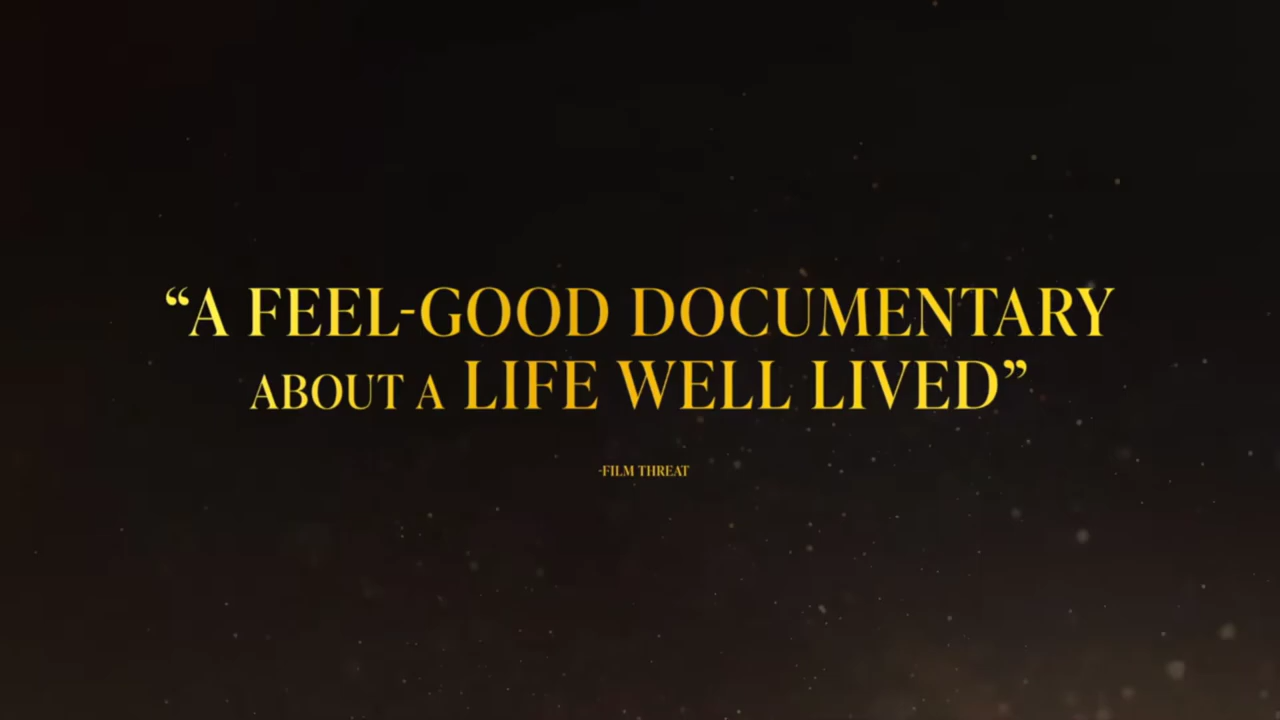 “A FEEL-GOOD DOCUMENTARY
ABOUT A LIFE WELL LIVED”
-FILM THREAT